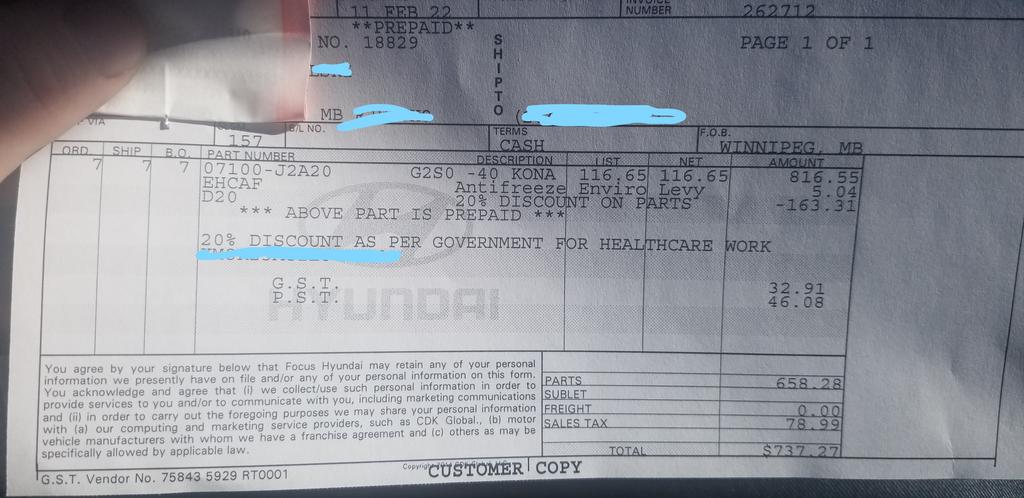 11 FEB 22
INVOICE NUMBER 262712
**PREPAID**
NO. 18829
SHIP TO
PAGE 1 OF 1
MB
VIA
157
B/L NO.
TERMS
CASH
F.O.B.
WINNIPEG, MB
ORD. SHIP B.O. PART NUMBER DESCRIPTION LIST NET AMOUNT
7 7 7 07100-J2A20 G2S0 -40 KONA 116.65 116.65 816.55
EHCAF Antifreeze Enviro Levy 5.04
D20 20% DISCOUNT ON PARTS -163.31
*** ABOVE PART IS PREPAID ***
20% DISCOUNT AS PER GOVERNMENT FOR HEALTHCARE WORK
G.S.T. 32.91
P.S.T. 46.08
HYUNDAI
You agree by your signature below that Focus Hyundai may retain any of your personal
information we presently have on file and/or any of your personal information on this form.
You acknowledge and agree that (i) we collect/use such personal information in order to
provide services to you and/or to communicate with you, including marketing communications
and (ii) in order to carry out the foregoing purposes we may share your personal information
with (a) our computing and marketing service providers, such as CDK Global., (b) motor
vehicle manufacturers with whom we have a franchise agreement and (c) others as may be
specifically allowed by applicable law.
PARTS 658.28
SUBLET
FREIGHT 0.00
SALES TAX 78.99
TOTAL $737.27
CUSTOMER COPY
G.S.T. Vendor No. 75843 5929 RT0001